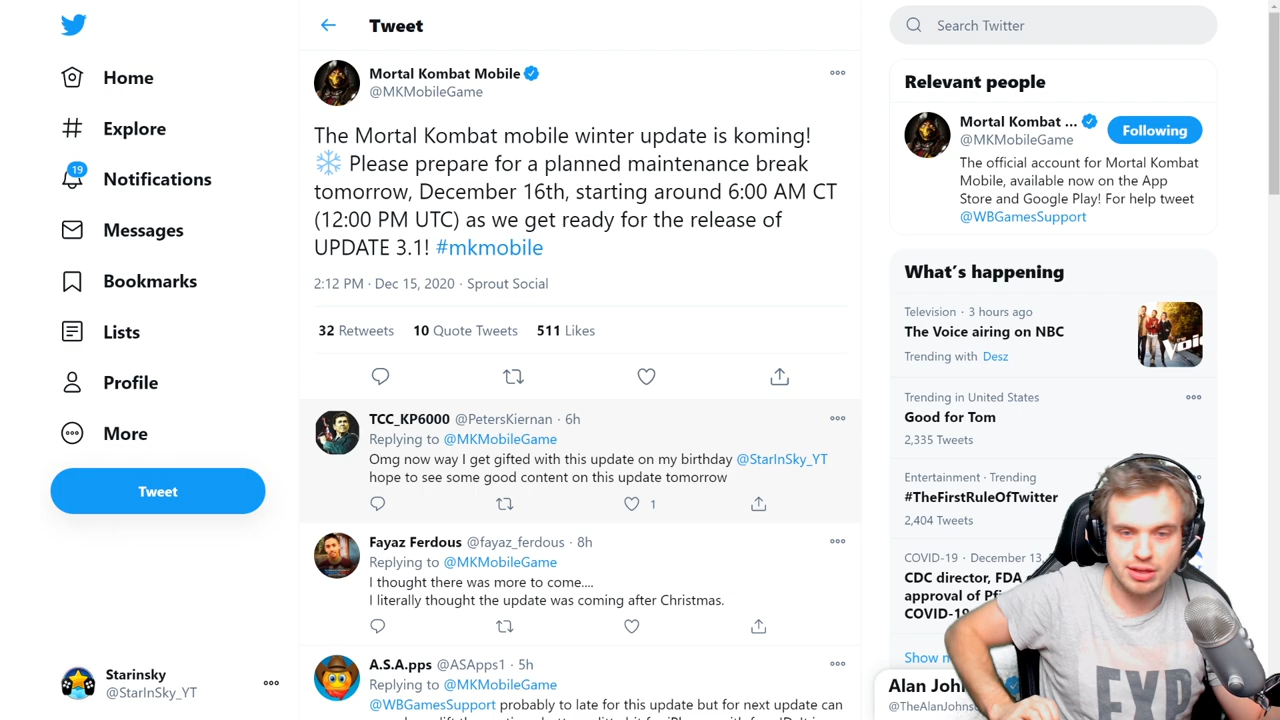 Home
Explore
19
Notifications
Messages
Bookmarks
Lists
Profile
More
Tweet
Starinsky
@StarInSky_YT
Tweet
Mortal Kombat Mobile
@MKMobileGame
The Mortal Kombat mobile winter update is koming!
❄️ Please prepare for a planned maintenance break
tomorrow, December 16th, starting around 6:00 AM CT
(12:00 PM UTC) as we get ready for the release of
UPDATE 3.1! #mkmobile
2:12 PM · Dec 15, 2020 · Sprout Social
32 Retweets 10 Quote Tweets 511 Likes
TCC_KP6000 @PetersKiernan · 6h
Replying to @MKMobileGame
Omg now way I get gifted with this update on my birthday @StarInSky_YT
hope to see some good content on this update tomorrow
1
Fayaz Ferdous @fayaz_ferdous · 8h
Replying to @MKMobileGame
I thought there was more to come....
I literally thought the update was coming after Christmas.
A.S.A.pps @ASApps1 · 5h
Replying to @MKMobileGame
@WBGamesSupport probably to late for this update but for next update can
Search Twitter
Relevant people
Mortal Kombat ...
@MKMobileGame
Following
The official account for Mortal Kombat
Mobile, available now on the App
Store and Google Play! For help tweet
@WBGamesSupport
What's happening
Television · 3 hours ago
The Voice airing on NBC
Trending with Desz
Trending in United States
Good for Tom
2,335 Tweets
Entertainment · Trending
#TheFirstRuleOfTwitter
2,404 Tweets
COVID-19 · December 13,
CDC director, FDA
approval of
COVID-19
Show
Alan
EXP